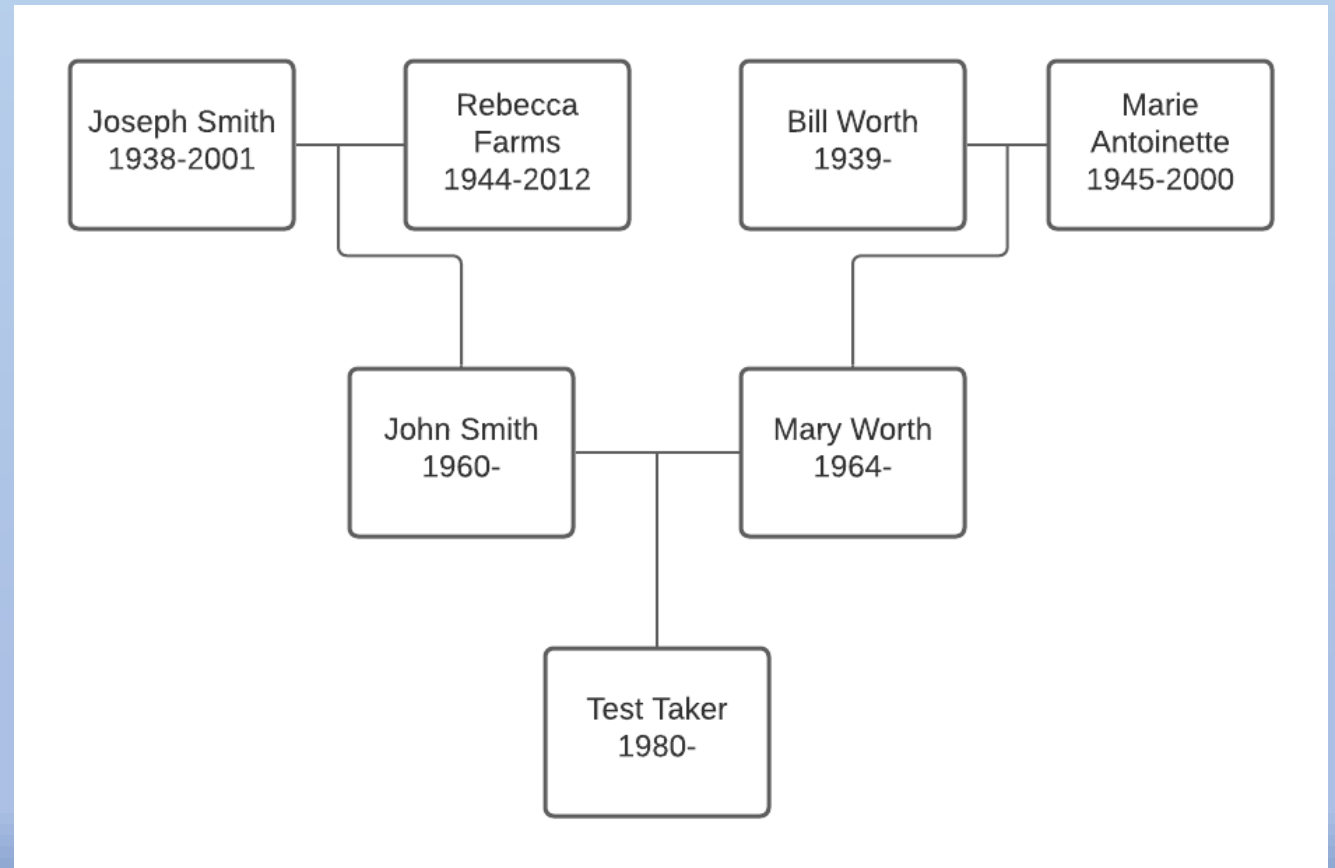 Joseph Smith
1938-2001
Rebecca
Farms
1944-2012
Bill Worth
1939-
Marie
Antoinette
1945-2000
John Smith
1960-
Mary Worth
1964-
Test Taker
1980-